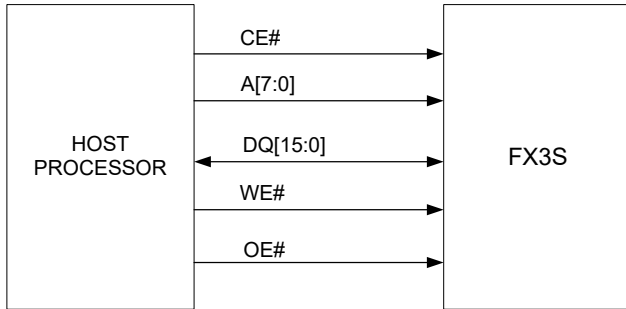 CE#
A[7:0]
HOST
PROCESSOR
DQ[15:0]
FX3S
WE#
OE#